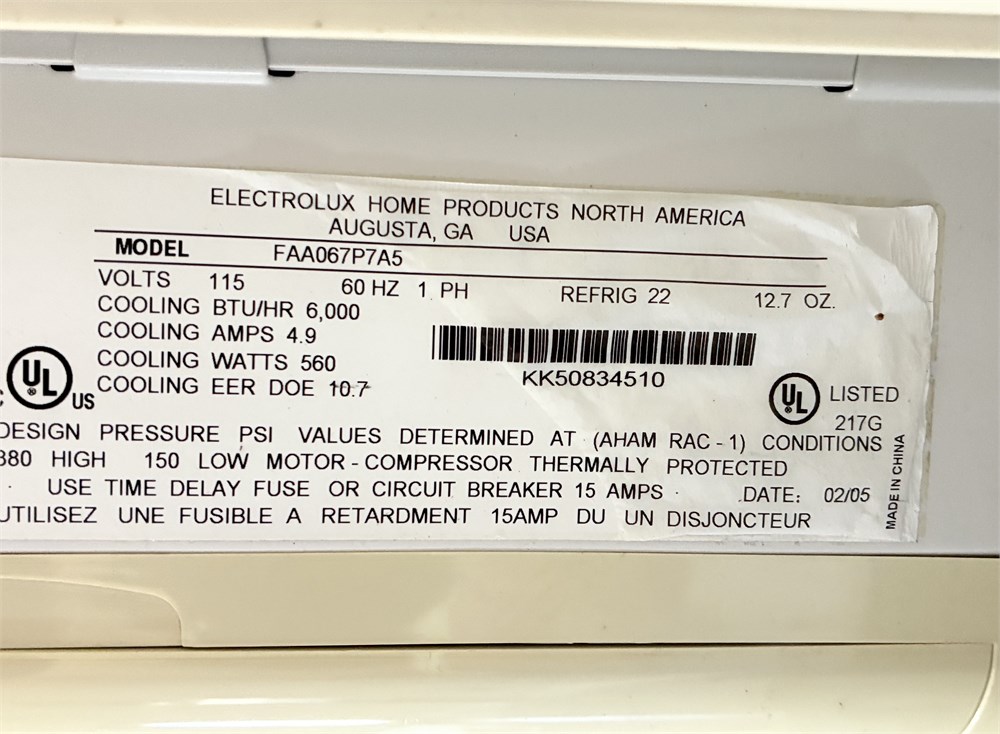 ELECTROLUX HOME PRODUCTS NORTH AMERICA
AUGUSTA, GA USA
MODEL FAA067P7A5
VOLTS 115 60 HZ 1 PH REFRIG 22 12.7 OZ.
COOLING BTU/HR 6,000
COOLING AMPS 4.9
COOLING WATTS 560
COOLING EER DOE 10.7
KK50834510
C UL US
UL LISTED
217G
DESIGN PRESSURE PSI VALUES DETERMINED AT (AHAM RAC-1) CONDITIONS
380 HIGH 150 LOW MOTOR-COMPRESSOR THERMALLY PROTECTED
USE TIME DELAY FUSE OR CIRCUIT BREAKER 15 AMPS DATE: 02/05
UTILISEZ UNE FUSIBLE A RETARDMENT 15AMP DU UN DISJONCTEUR
MADE IN CHINA